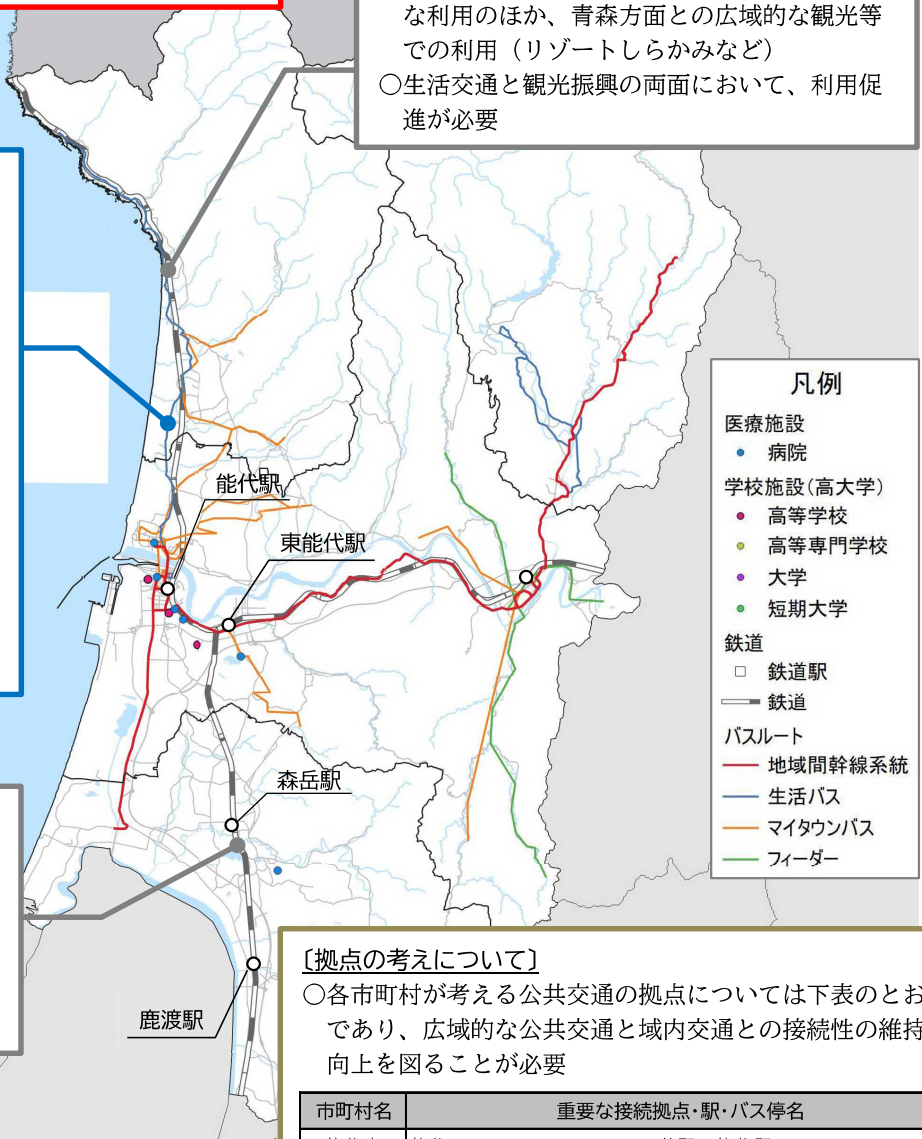 な利用のほか、青森方面との広域的な観光等
での利用（リゾートしらかみなど）
○生活交通と観光振興の両面において、利用促
進が必要
能代駅
東能代駅
森岳駅
鹿渡駅
凡例
医療施設
病院
学校施設（高大学）
高等学校
高等専門学校
大学
短期大学
鉄道
鉄道駅
鉄道
バスルート
地域間幹線系統
生活バス
マイタウンバス
フィーダー
〔拠点の考えについて〕
○各市町村が考える公共交通の拠点については下表のとお
であり、広域的な公共交通と域内交通との接続性の維持
向上を図ることが必要
市町村名
重要な接続拠点・駅・バス停名